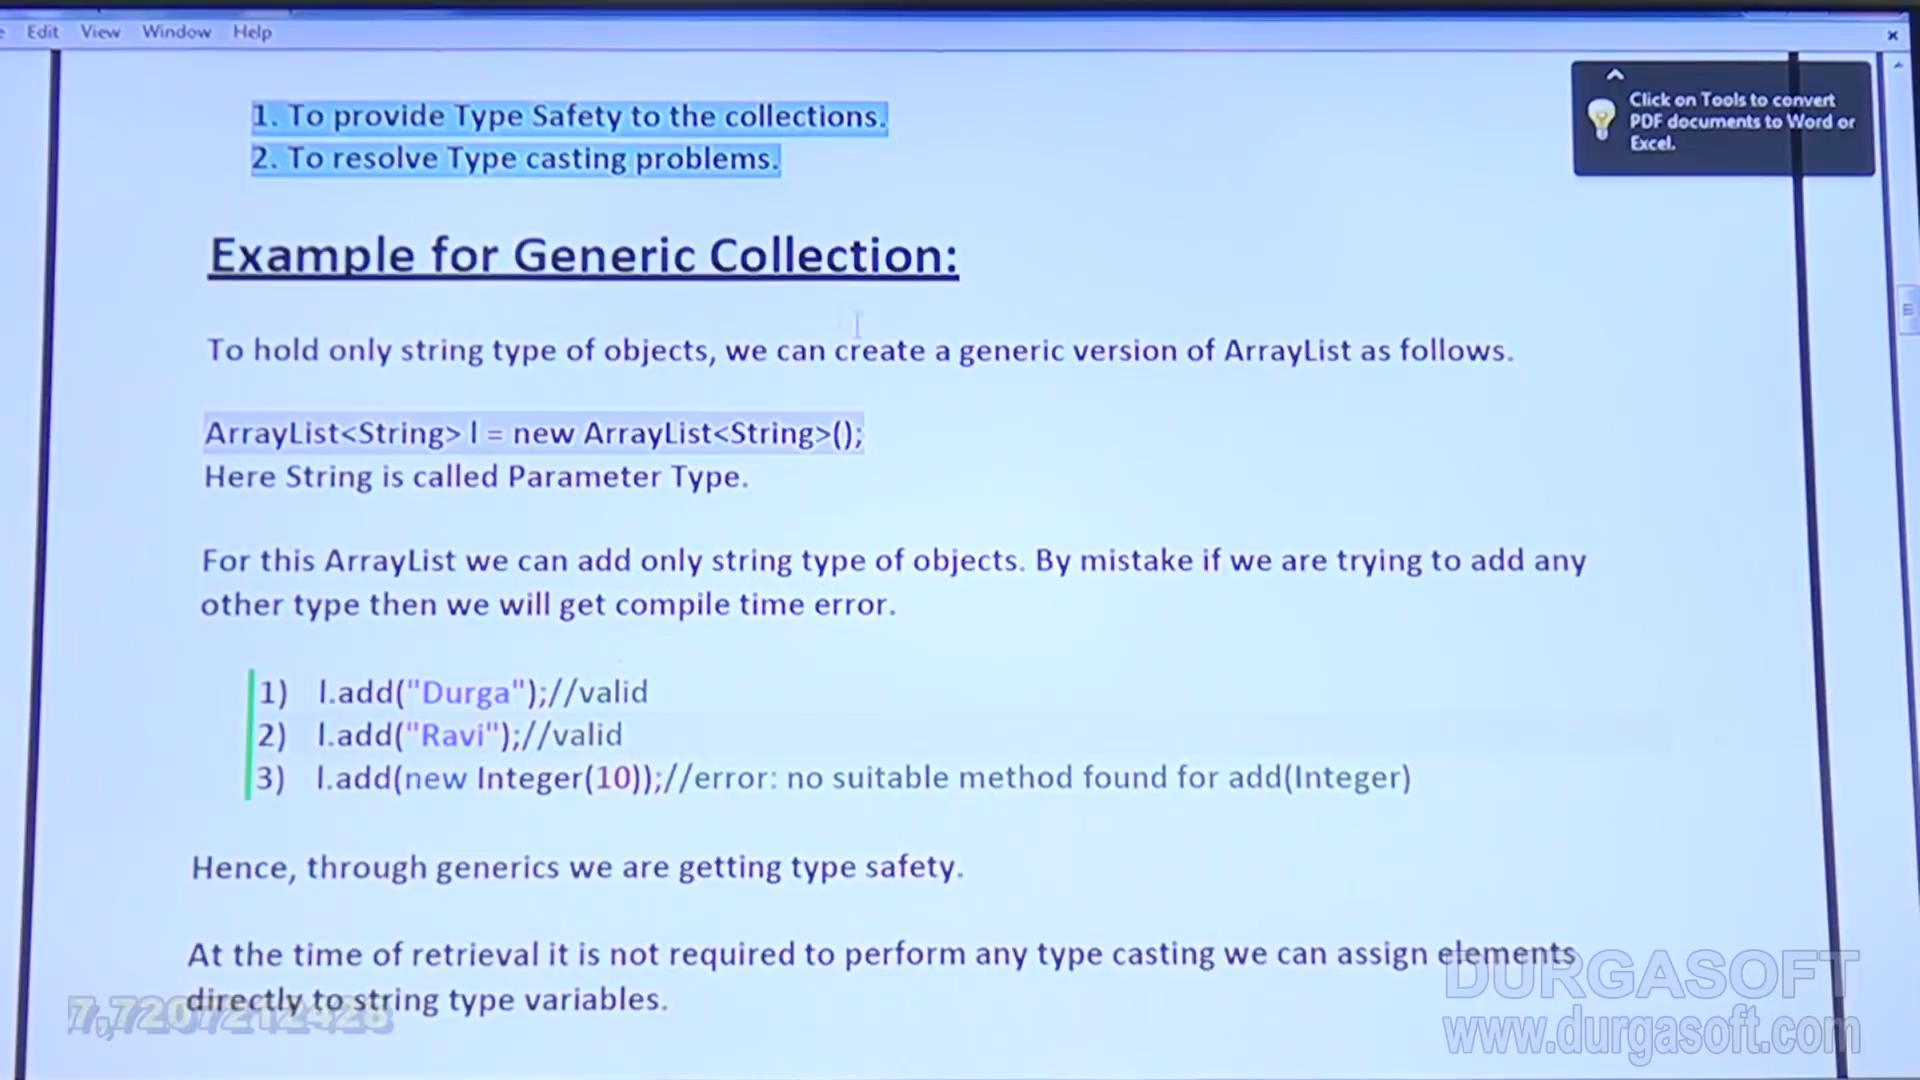 Edit View Window Help
Click on Tools to convert
PDF documents to Word or
Excel.
1. To provide Type Safety to the collections.
2. To resolve Type casting problems.
Example for Generic Collection:
To hold only string type of objects, we can create a generic version of ArrayList as follows.
ArrayList<String> l = new ArrayList<String>();
Here String is called Parameter Type.
For this ArrayList we can add only string type of objects. By mistake if we are trying to add any
other type then we will get compile time error.
1) l.add("Durga");//valid
2) l.add("Ravi");//valid
3) l.add(new Integer(10));//error: no suitable method found for add(Integer)
Hence, through generics we are getting type safety.
At the time of retrieval it is not required to perform any type casting we can assign elements
directly to string type variables.
DURGASOFT
www.durgasoft.com